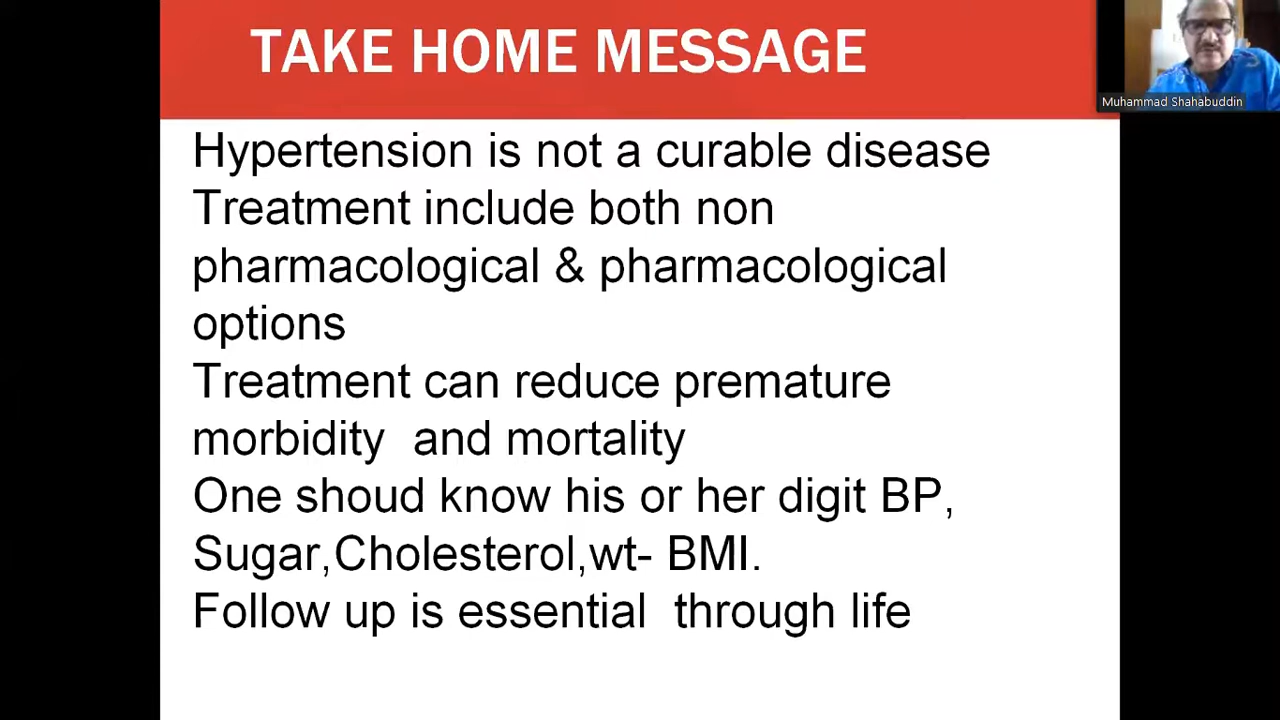 TAKE HOME MESSAGE
Muhammad Shahabuddin
Hypertension is not a curable disease
Treatment include both non
pharmacological & pharmacological
options
Treatment can reduce premature
morbidity  and mortality
One shoud know his or her digit BP,
Sugar,Cholesterol,wt- BMI.
Follow up is essential  through life